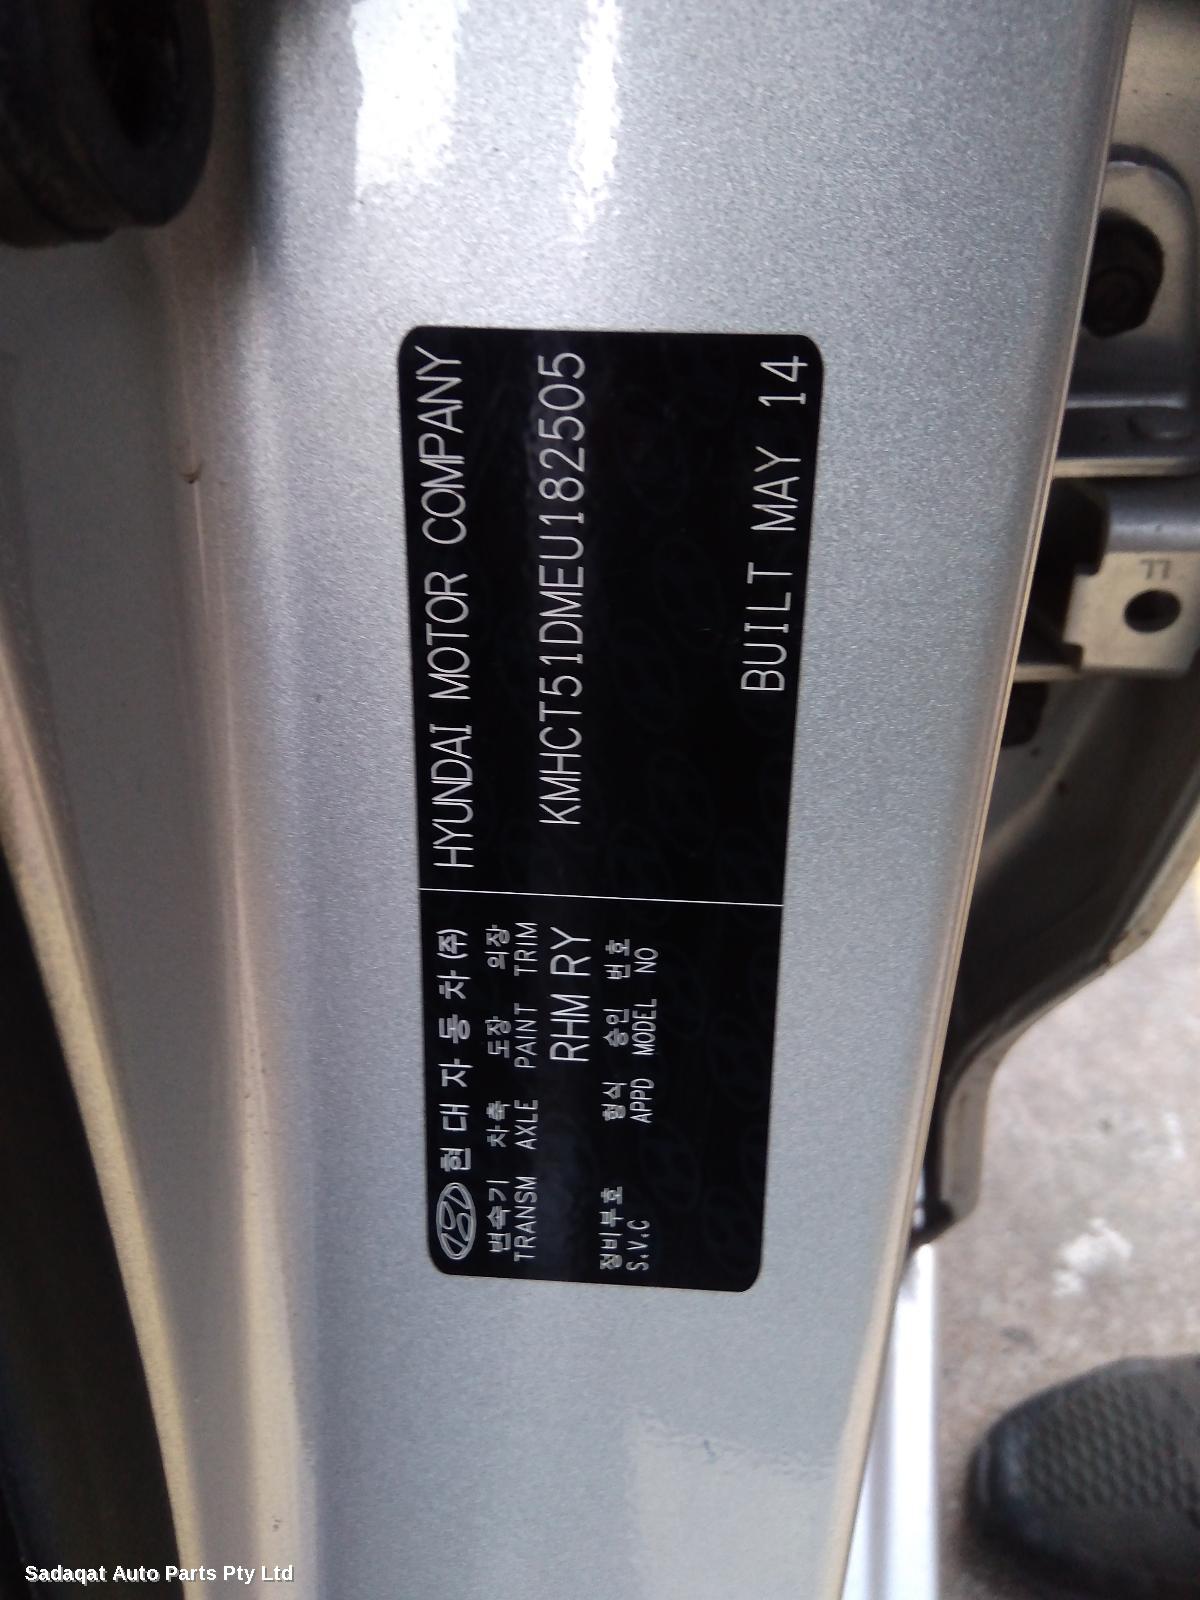 현대자동차(주)
변속기 차축 도장 의장
TRANSM AXLE PAINT TRIM
RHM RY
정비부호 형식 승인 번호
S.V.C APPD MODEL NO
HYUNDAI MOTOR COMPANY
KMHCT51DMEU182505
BUILT MAY 14
LL
Sadaqat Auto Parts Pty Ltd